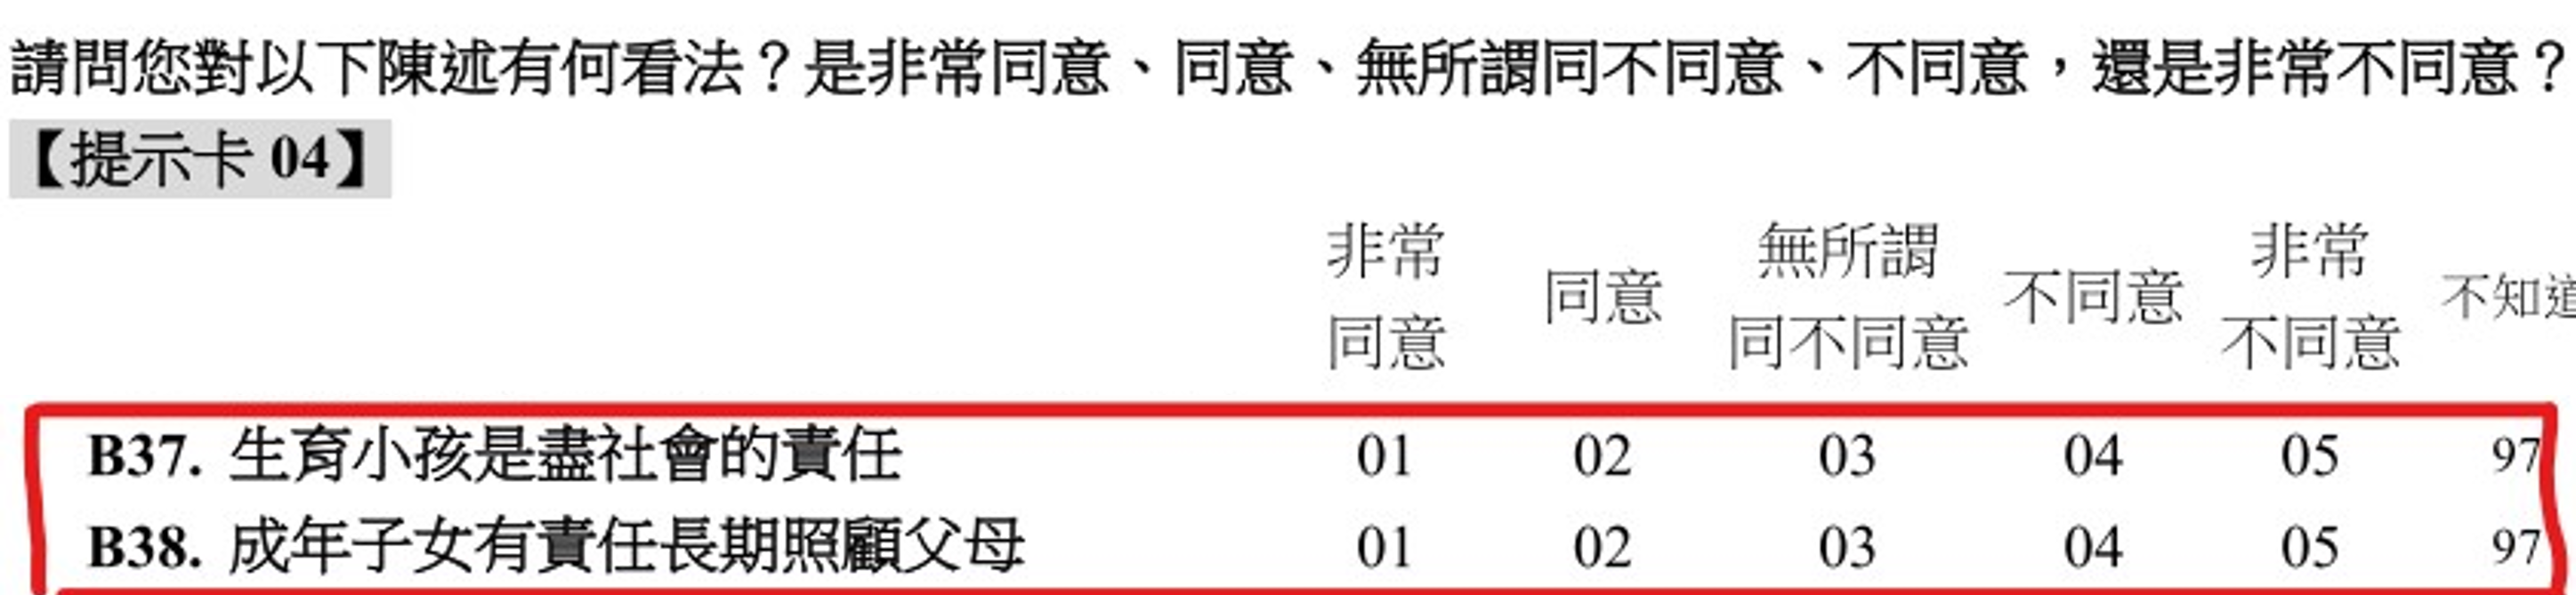 請問您對以下陳述有何看法？是非常同意、同意、無所謂同不同意、不同意，還是非常不同意？
【提示卡 04】
非常同意 同意 無所謂同不同意 不同意 非常不同意 不知道
B37. 生育小孩是盡社會的責任 01 02 03 04 05 97
B38. 成年子女有責任長期照顧父母 01 02 03 04 05 97